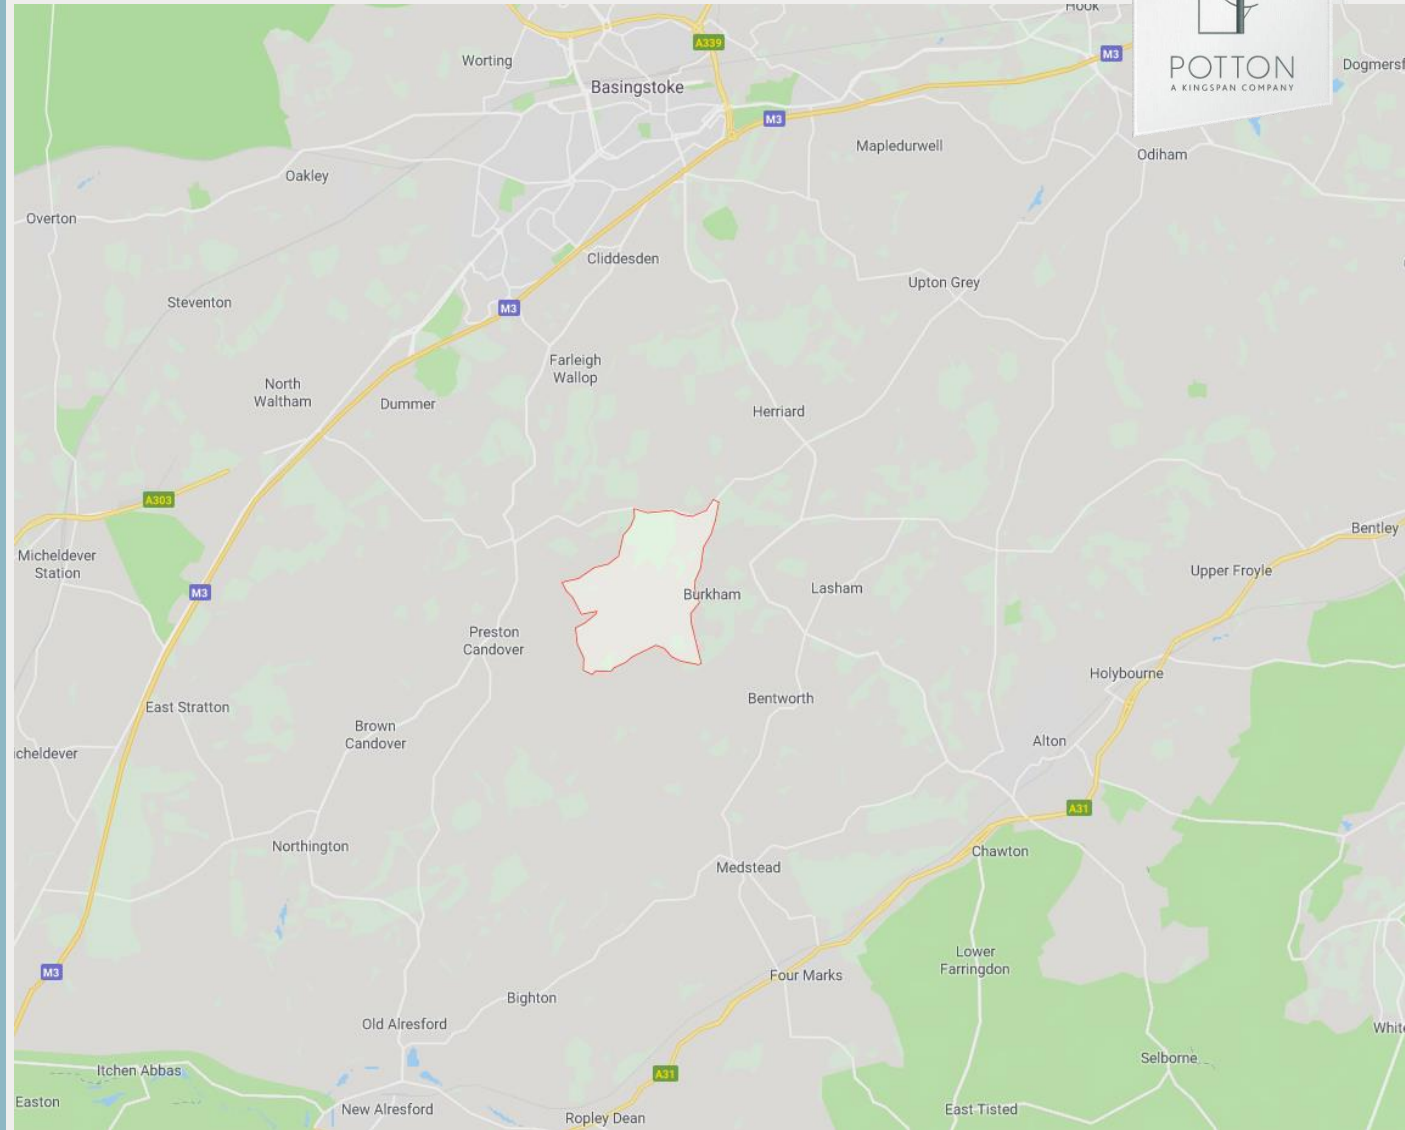 Hook
A339
M3
POTTON
A KINGSPAN COMPANY
Worting
Basingstoke
M3
Mapledurwell
Odiham
Oakley
Overton
Cliddesden
Upton Grey
Steventon
M3
Farleigh
Wallop
North
Waltham
Dummer
Herriard
A303
Bentley
Micheldever
Station
Upper Froyle
M3
Burkham
Lasham
Preston
Candover
Holybourne
Bentworth
East Stratton
Brown
Candover
Alton
icheldever
A31
Northington
Chawton
Medstead
Lower
Farringdon
M3
Four Marks
Bighton
Old Alresford
Selborne
Itchen Abbas
A31
Easton
New Alresford
East Tisted
Ropley Dean